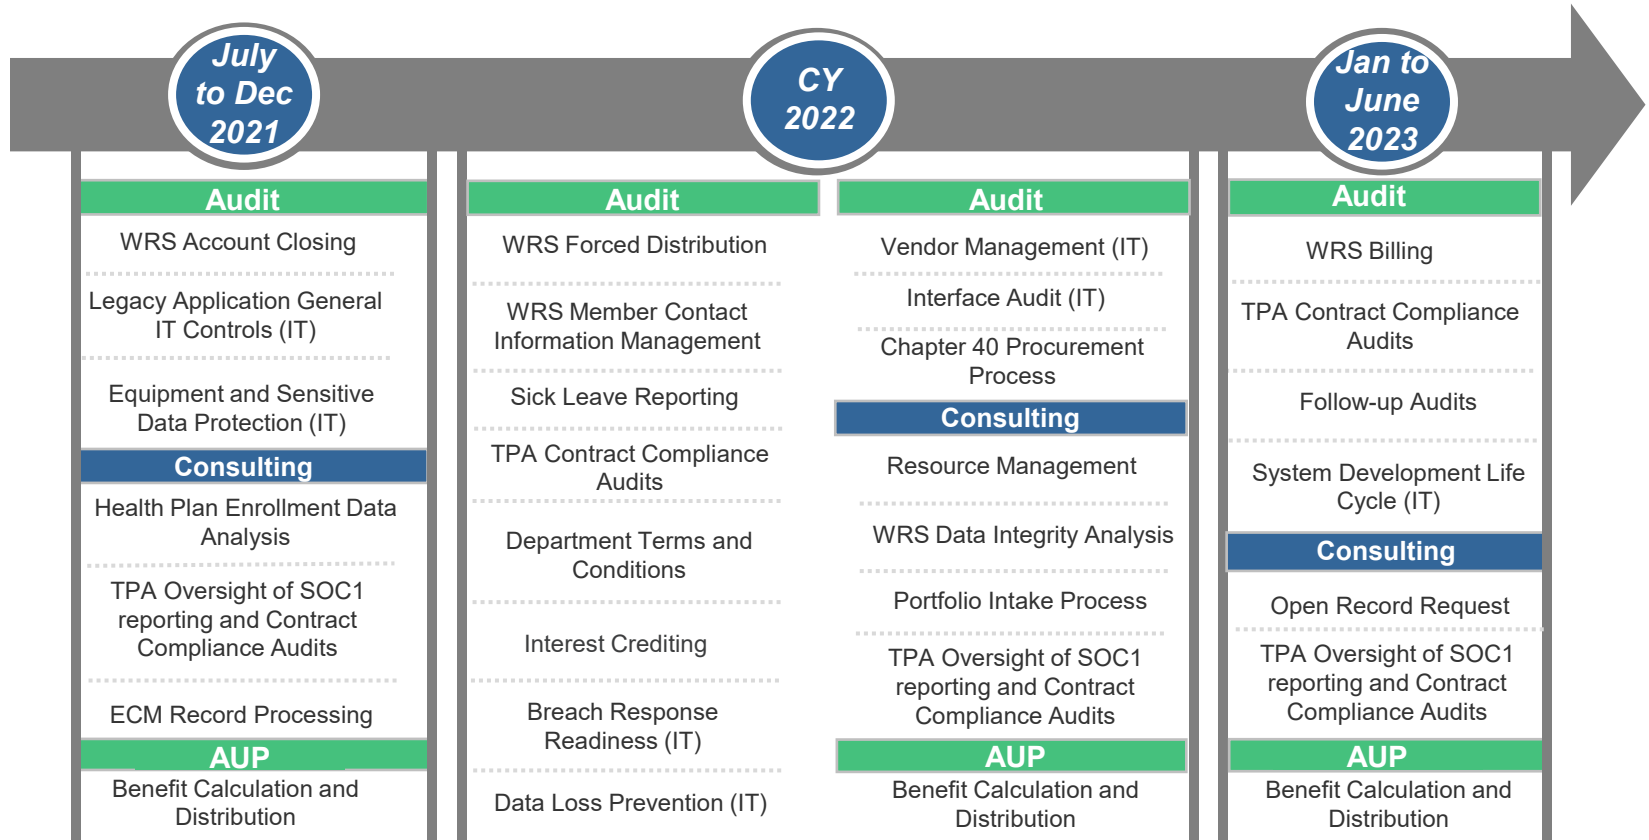 July
to Dec
2021
CY
2022
Jan to
June
2023
Audit
WRS Account Closing
Legacy Application General
IT Controls (IT)
Equipment and Sensitive
Data Protection (IT)
Consulting
Health Plan Enrollment Data
Analysis
TPA Oversight of SOC1
reporting and Contract
Compliance Audits
ECM Record Processing
AUP
Benefit Calculation and
Distribution
Audit
WRS Forced Distribution
WRS Member Contact
Information Management
Sick Leave Reporting
TPA Contract Compliance
Audits
Department Terms and
Conditions
Interest Crediting
Breach Response
Readiness (IT)
Data Loss Prevention (IT)
Audit
Vendor Management (IT)
Interface Audit (IT)
Chapter 40 Procurement
Process
Consulting
Resource Management
WRS Data Integrity Analysis
Portfolio Intake Process
TPA Oversight of SOC1
reporting and Contract
Compliance Audits
AUP
Benefit Calculation and
Distribution
Audit
WRS Billing
TPA Contract Compliance
Audits
Follow-up Audits
System Development Life
Cycle (IT)
Consulting
Open Record Request
TPA Oversight of SOC1
reporting and Contract
Compliance Audits
AUP
Benefit Calculation and
Distribution